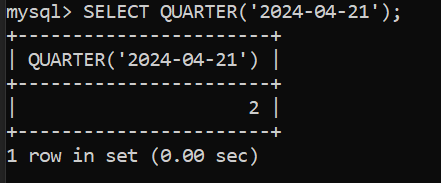 mysql> SELECT QUARTER('2024-04-21');
+-----------------------+
| QUARTER('2024-04-21') |
+-----------------------+
|                     2 |
+-----------------------+
1 row in set (0.00 sec)